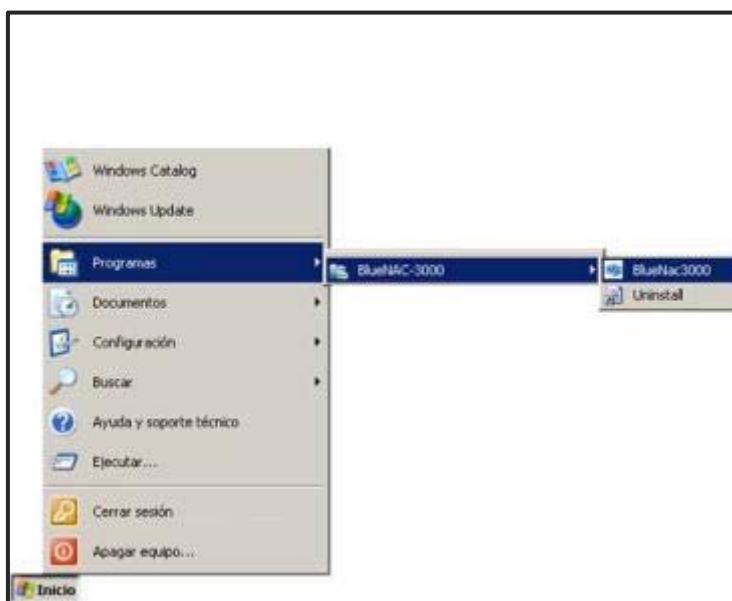 Windows Catalog
Windows Update
Programas
BlueNAC-3000
BlueNac3000
Uninstall
Documentos
Configuración
Buscar
Ayuda y soporte técnico
Ejecutar...
Cerrar sesión
Apagar equipo...
Inicio